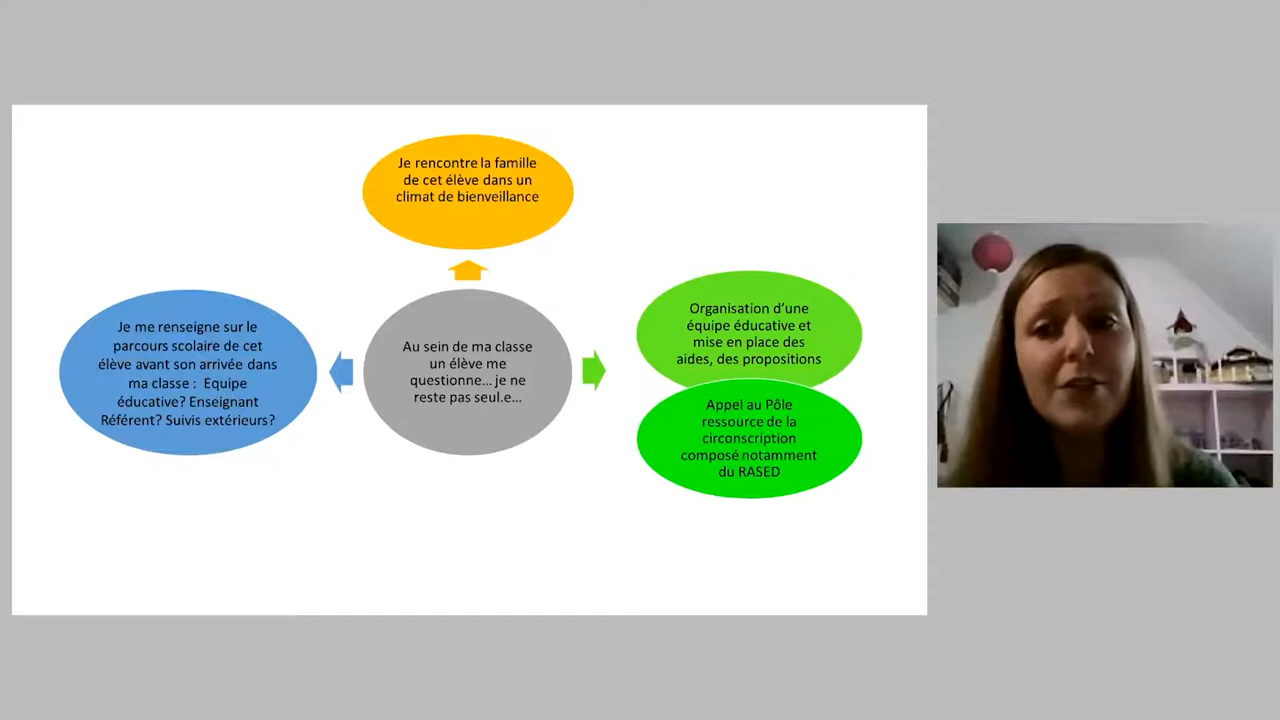 Je rencontre la famille
de cet élève dans un
climat de bienveillance
Je me renseigne sur le
parcours scolaire de cet
élève avant son arrivée dans
ma classe : Equipe
éducative? Enseignant
Référent? Suivis extérieurs?
Au sein de ma classe
un élève me
questionne... je ne
reste pas seul.e...
Organisation d'une
équipe éducative et
mise en place des
aides, des propositions
Appel au Pôle
ressource de la
circonscription
composé notamment
du RASED